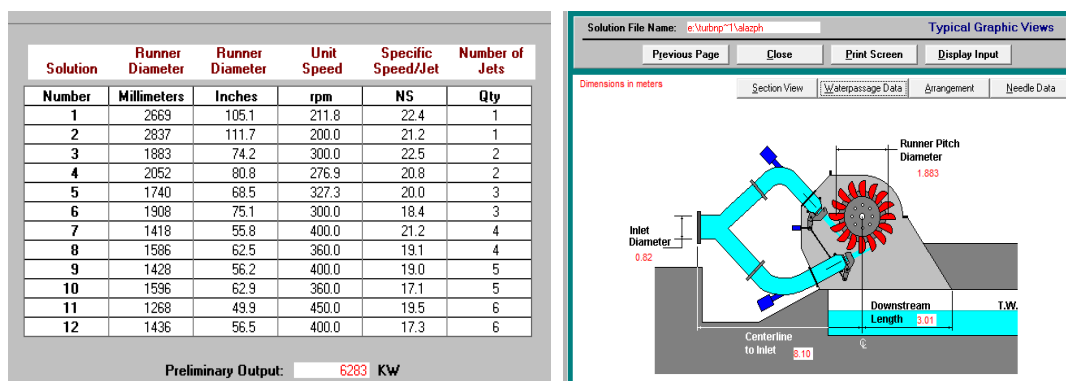 Solution Runner Diameter Runner Diameter Unit Speed Specific Speed/Jet Number of Jets
Number Millimeters Inches rpm NS Qty
1 2669 105.1 211.8 22.4 1
2 2837 111.7 200.0 21.2 1
3 1883 74.2 300.0 22.5 2
4 2052 80.8 276.9 20.8 2
5 1740 68.5 327.3 20.0 3
6 1908 75.1 300.0 18.4 3
7 1418 55.8 400.0 21.2 4
8 1586 62.5 360.0 19.1 4
9 1428 56.2 400.0 19.0 5
10 1596 62.9 360.0 17.1 5
11 1268 49.9 450.0 19.5 6
12 1436 56.5 400.0 17.3 6
Preliminary Output: 6283 KW
Solution File Name: e:\turbnp~1\alazph Typical Graphic Views
Previous Page Close Print Screen Display Input
Dimensions in meters
Section View Waterpassage Data Arrangement Needle Data
Runner Pitch
Diameter
1.883
Inlet
Diameter
0.82
Downstream T.W.
Length 3.01
Centerline
to Inlet 8.10